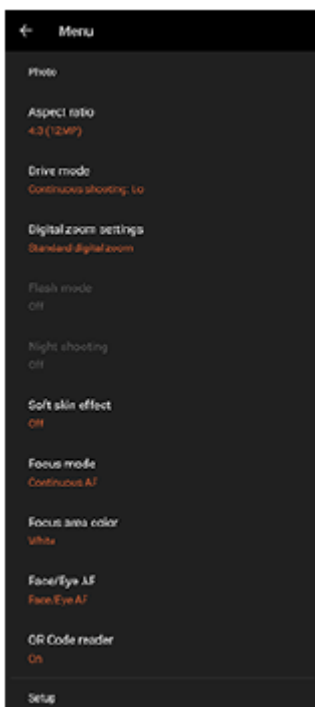 Menu
Photo
Aspect ratio
4:3 (12MP)
Drive mode
Continuous shooting: Lo
Digital zoom settings
Standard digital zoom
Flash mode
Off
Night shooting
Off
Soft skin effect
Off
Focus mode
Continuous AF
Focus area color
White
Face/Eye AF
Face/Eye AF
QR Code reader
On
Setup